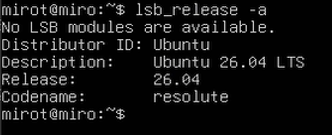 mirot@miro:~$ lsb_release -a
No LSB modules are available.
Distributor ID: Ubuntu
Description:    Ubuntu 26.04 LTS
Release:        26.04
Codename:       resolute
mirot@miro:~$